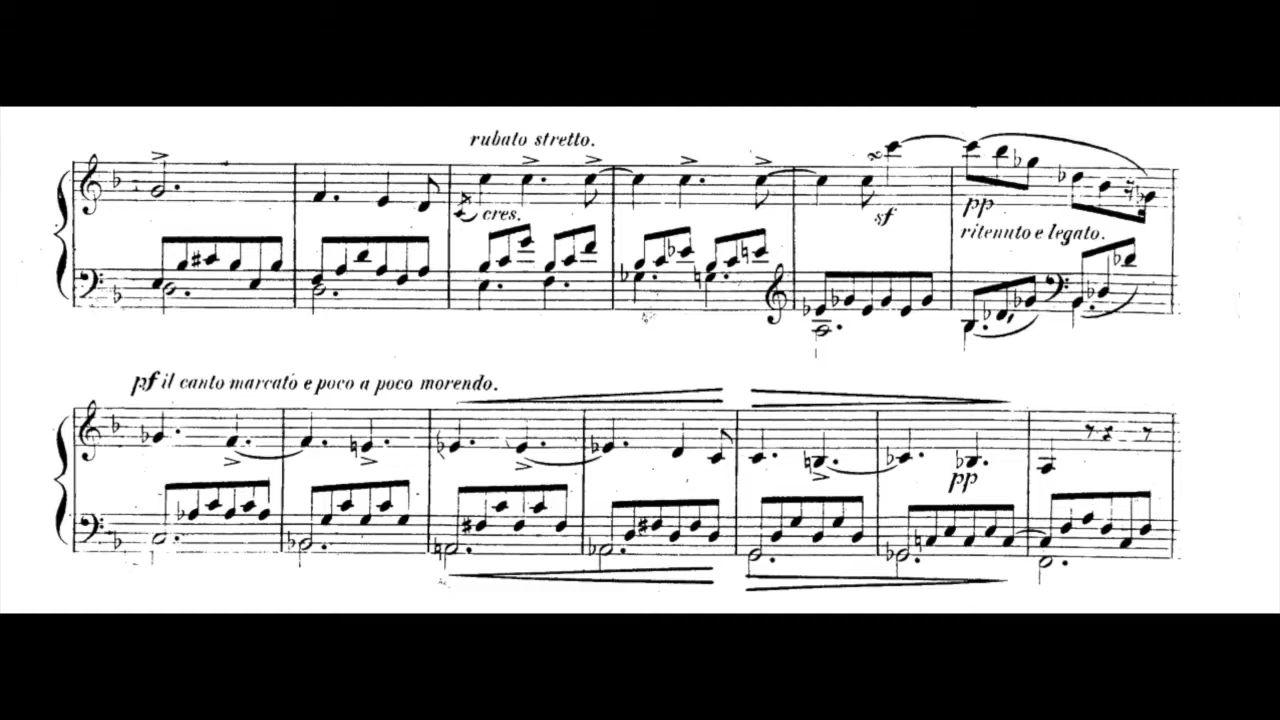 rubato stretto.
cres.
sf
pp
ritenuto e legato.
pf il canto marcato e poco a poco morendo.
pp